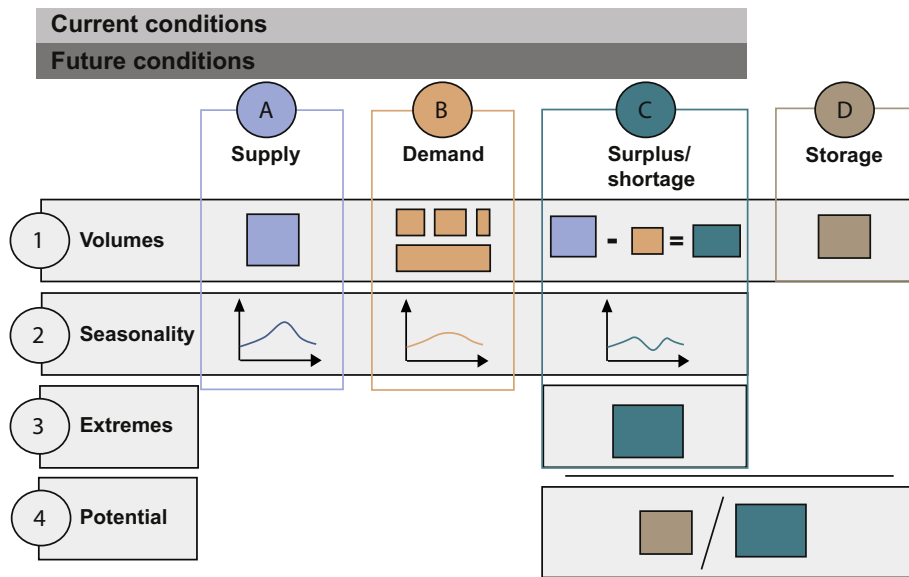 Current conditions
Future conditions
A
B
C
D
Supply
Demand
Surplus/
shortage
Storage
1
Volumes
- =
2
Seasonality
3
Extremes
4
Potential
/